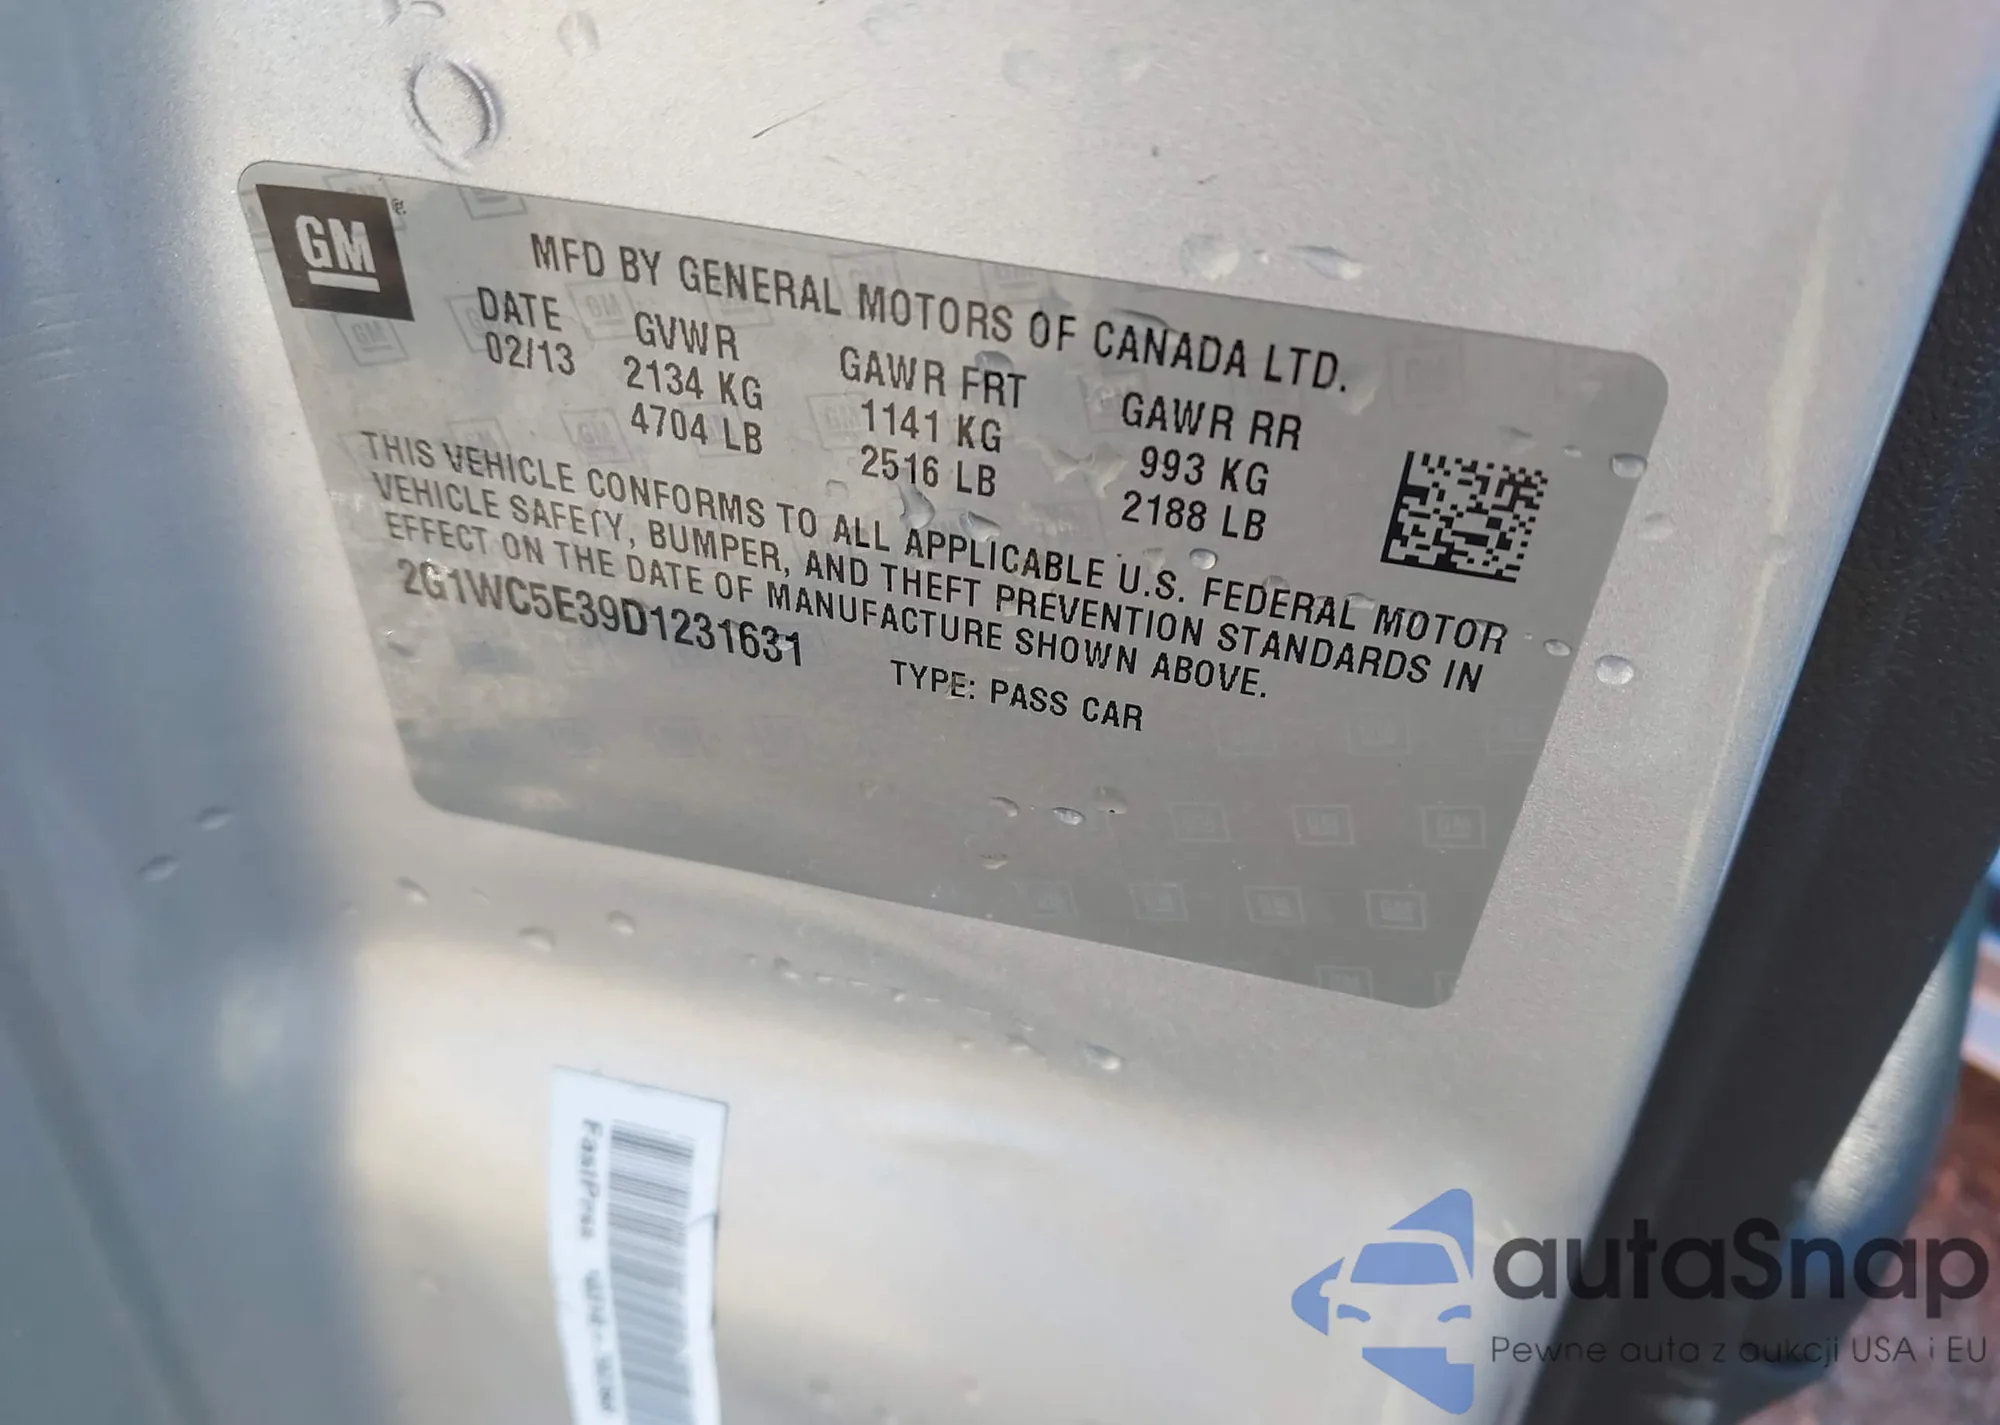 GM
MFD BY GENERAL MOTORS OF CANADA LTD.
DATE GVWR GAWR FRT GAWR RR
02/13 2134 KG 1141 KG 993 KG
4704 LB 2516 LB 2188 LB
THIS VEHICLE CONFORMS TO ALL APPLICABLE U.S. FEDERAL MOTOR
VEHICLE SAFETY, BUMPER, AND THEFT PREVENTION STANDARDS IN
EFFECT ON THE DATE OF MANUFACTURE SHOWN ABOVE.
2G1WC5E39D1231631 TYPE: PASS CAR
autaSnap
Pewne auta z aukcji USA i EU